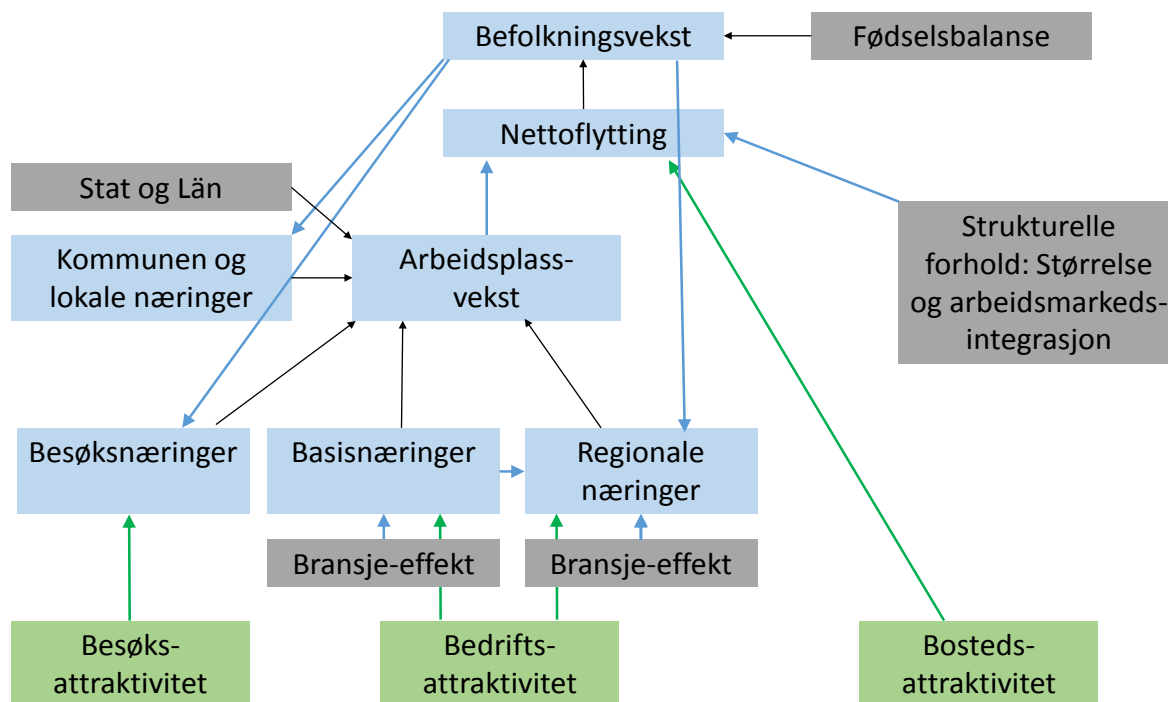 Befolkningsvekst
Fødselsbalanse
Nettoflytting
Stat og Län
Kommunen og
lokale næringer
Arbeidsplass-
vekst
Strukturelle
forhold: Størrelse
og arbeidsmarkeds-
integrasjon
Besøksnæringer
Basisnæringer
Regionale
næringer
Bransje-effekt
Bransje-effekt
Besøks-
attraktivitet
Bedrifts-
attraktivitet
Bosteds-
attraktivitet